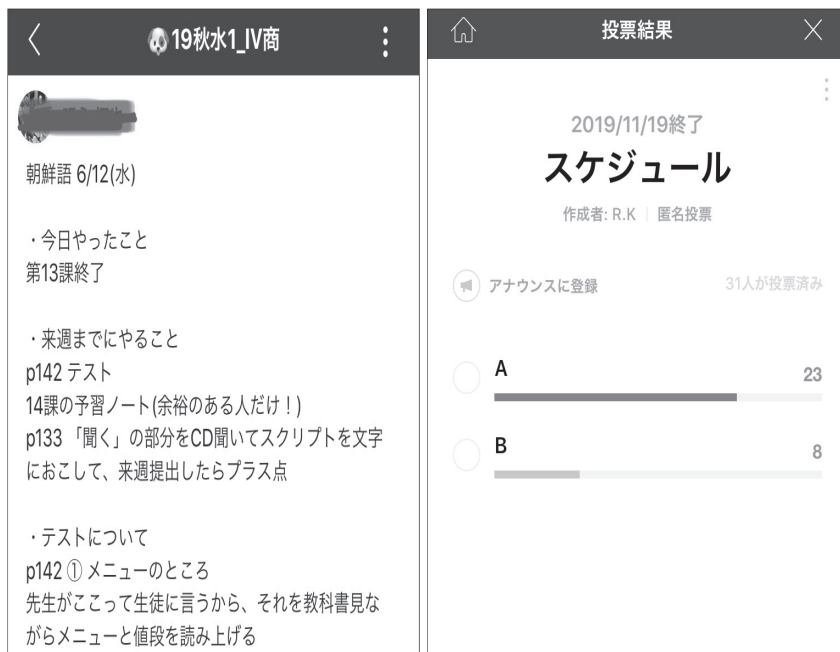 19秋水1_IV商
朝鮮語 6/12(水)
・今日やったこと
第13課終了
・来週までにやること
p142 テスト
14課の予習ノート(余裕のある人だけ！)
p133 「聞く」の部分をCD聞いてスクリプトを文字
におこして、来週提出したらプラス点
・テストについて
p142 ① メニューのところ
先生がここって生徒に言うから、それを教科書見な
がらメニューと値段を読み上げる
投票結果
2019/11/19終了
スケジュール
作成者: R.K | 匿名投票
アナウンスに登録
31人が投票済み
A
23
B
8